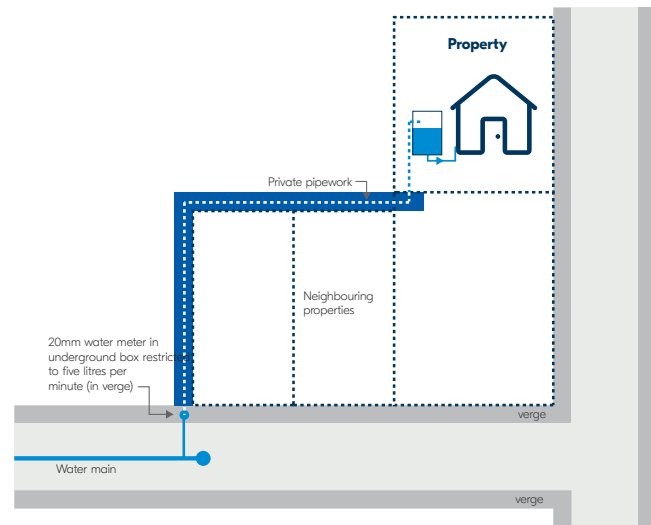 Property
Private pipework
Neighbouring
properties
20mm water meter in
underground box restricted
to five litres per
minute (in verge)
verge
Water main
verge